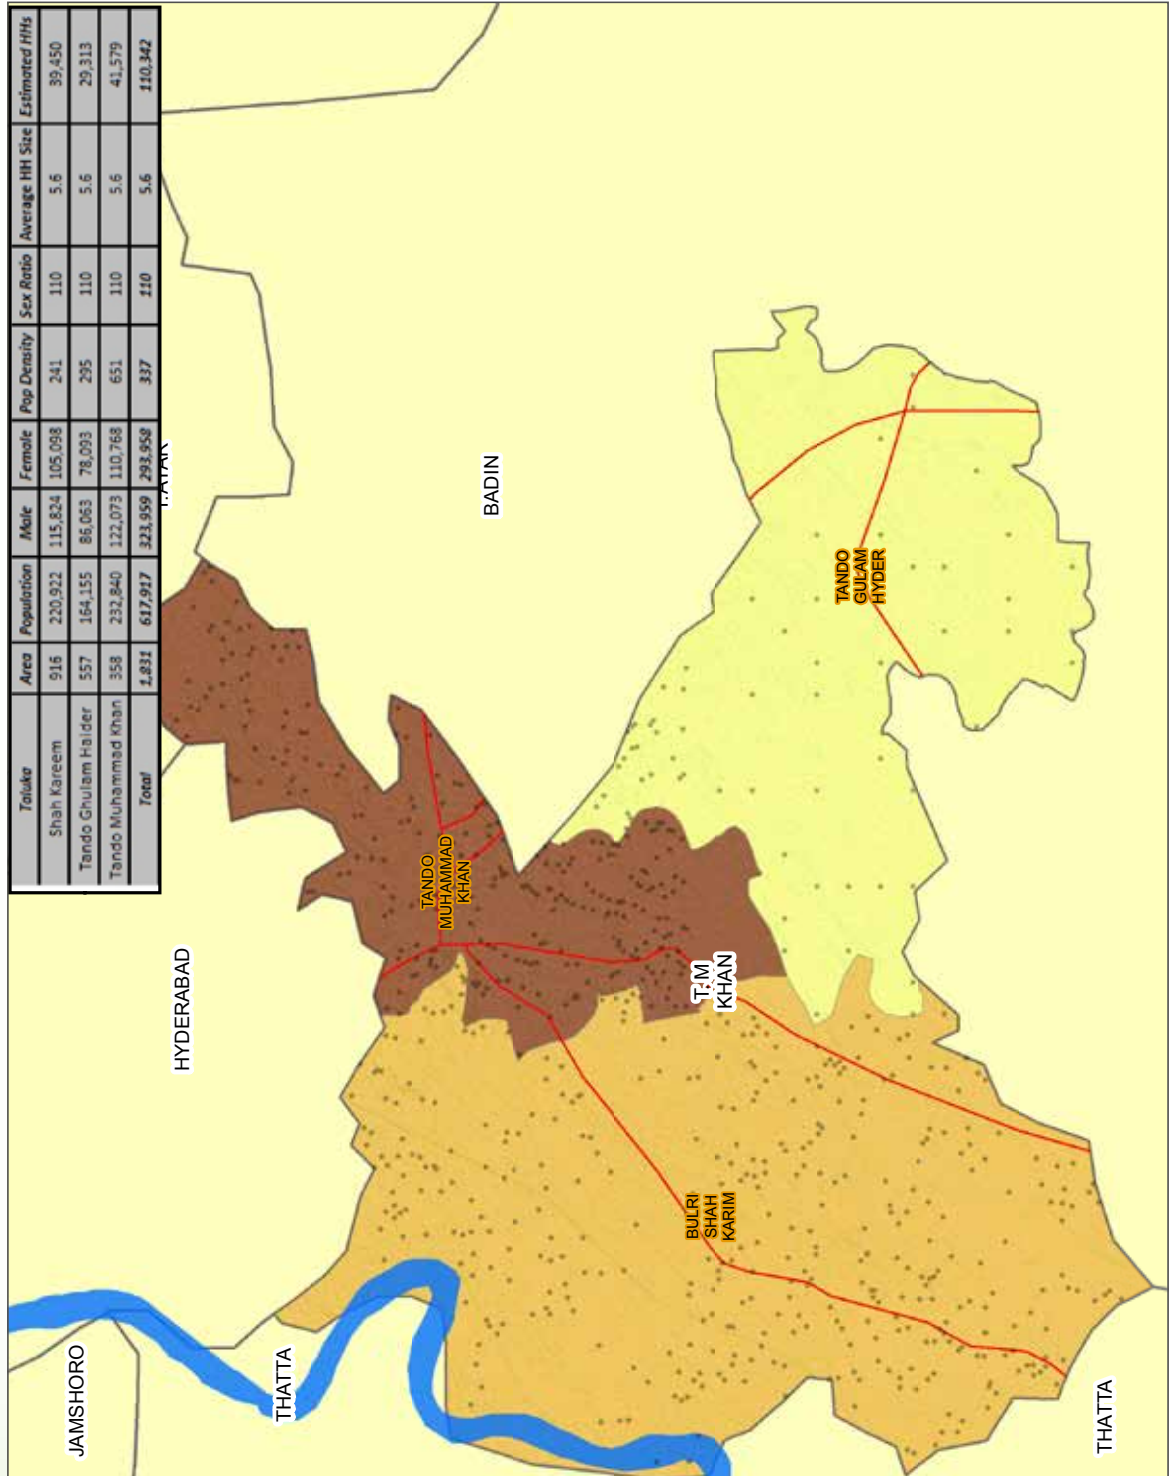 Taluka Area Population Male Female Pop Density Sex Ratio Average HH Size Estimated HHs
Shah Kareem 916 220,922 115,824 105,098 241 110 5.6 39,450
Tando Ghulam Haider 557 164,155 86,063 78,093 295 110 5.6 29,313
Tando Muhammad Khan 358 232,840 122,073 110,768 651 110 5.6 41,579
Total 1,831 617,917 323,959 293,958 337 110 5.6 110,342
JAMSHORO
THATTA
HYDERABAD
BADIN
TANDO
MUHAMMAD
KHAN
T.M
KHAN
TANDO
GULAM
HYDER
BULRI
SHAH
KARIM
THATTA